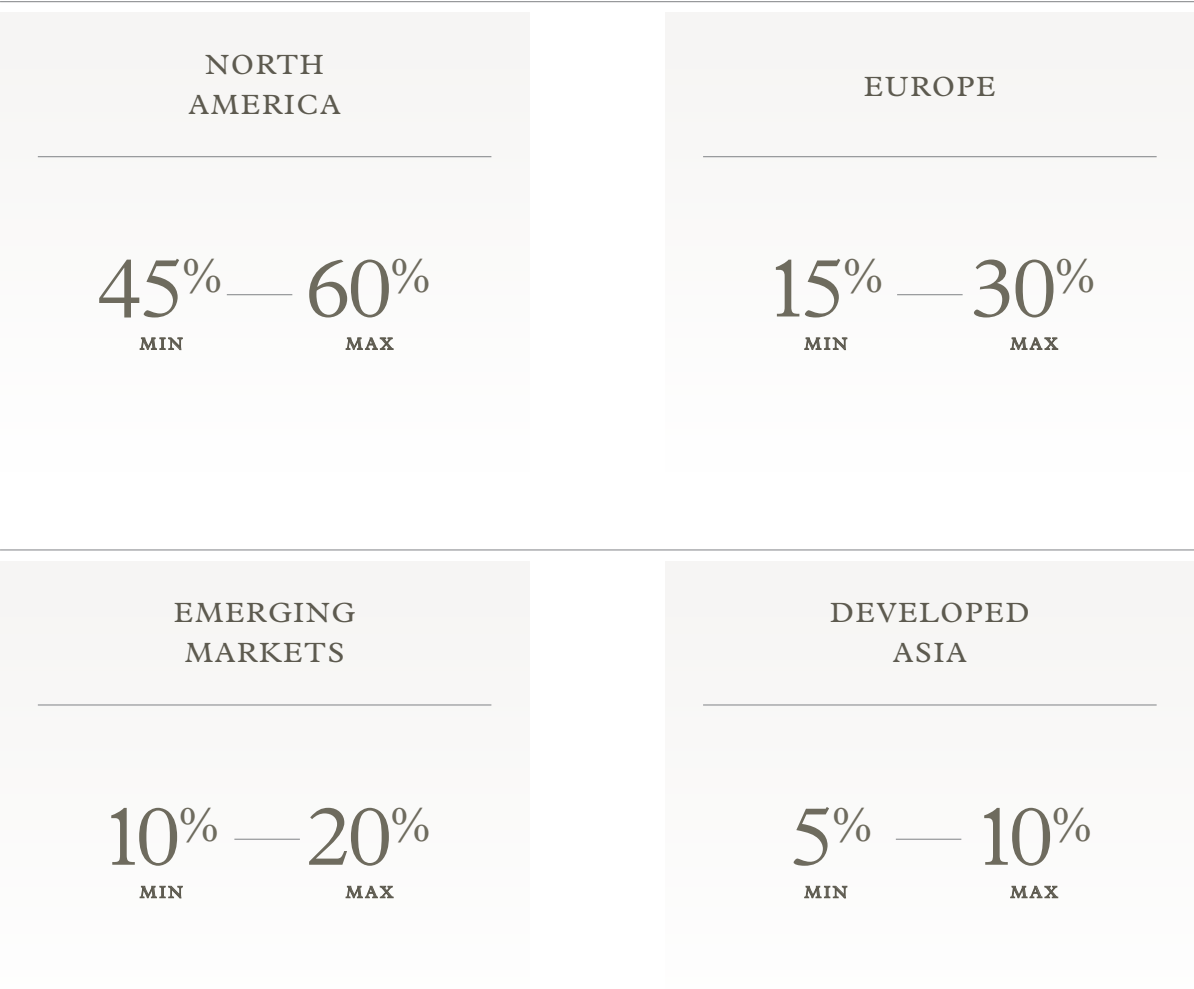 NORTH
AMERICA
45% — 60%
MIN MAX
EUROPE
15% — 30%
MIN MAX
EMERGING
MARKETS
10% — 20%
MIN MAX
DEVELOPED
ASIA
5% — 10%
MIN MAX